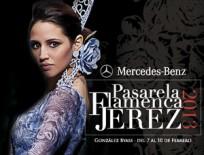 Mercedes-Benz
Pasarela
Flamenca
JEREZ
2013
GONZÁLEZ BYASS - DEL 7 AL 10 DE FEBRERO